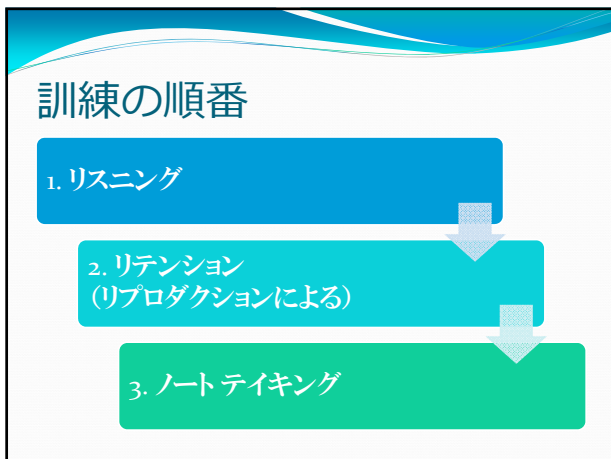 訓練の順番
1. リスニング
2. リテンション
（リプロダクションによる）
3. ノートテイキング